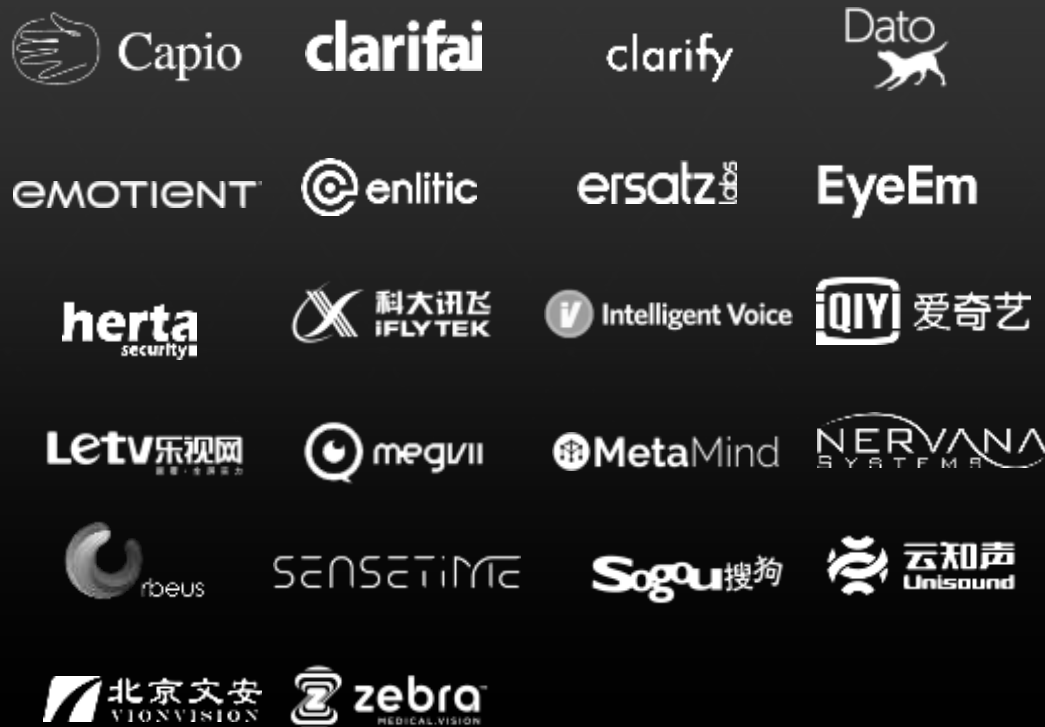 Capio
clarifai
clarify
Dato
eMOTIENT
enlitic
ersatz labs
EyeEm
herta
security
科大讯飞
iFLYTEK
iV Intelligent Voice
iQIYI 爱奇艺
Letv乐视网
megvii
MetaMind
NERVANA
SYSTEMS
rbeus
SENSETIME
Sogou搜狗
云知声
Unisound
北京文安
VIONVISION
zebra
MEDICAL.VISION